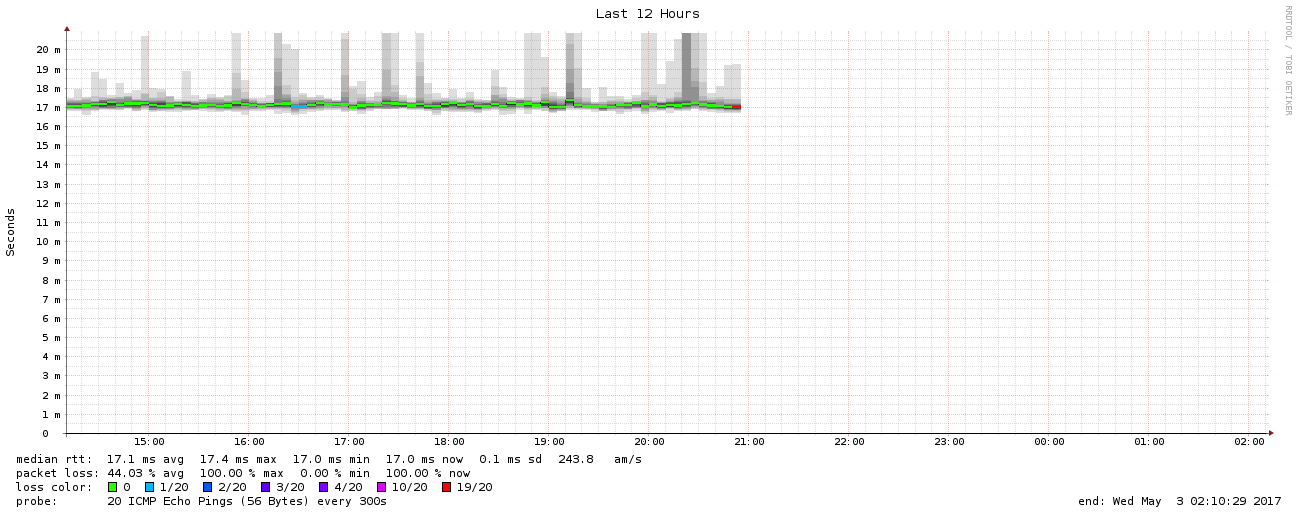 Last 12 Hours
RRDTOOL / TOBI OETIKER
Seconds
20 m
19 m
18 m
17 m
16 m
15 m
14 m
13 m
12 m
11 m
10 m
9 m
8 m
7 m
6 m
5 m
4 m
3 m
2 m
1 m
0
15:00 16:00 17:00 18:00 19:00 20:00 21:00 22:00 23:00 00:00 01:00 02:00
median rtt: 17.1 ms avg 17.4 ms max 17.0 ms min 17.0 ms now 0.1 ms sd 243.8 am/s
packet loss: 44.03 % avg 100.00 % max 0.00 % min 100.00 % now
loss color: 0 1/20 2/20 3/20 4/20 10/20 19/20
probe: 20 ICMP Echo Pings (56 Bytes) every 300s end: Wed May 3 02:10:29 2017